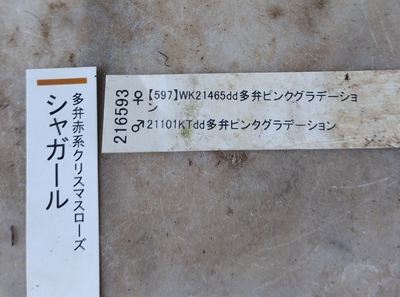 多弁赤系クリスマスローズ
シャガール
216593
♀【597】WK21465dd多弁ピンクグラデーショ
ン
♂21101KTdd多弁ピンクグラデーション